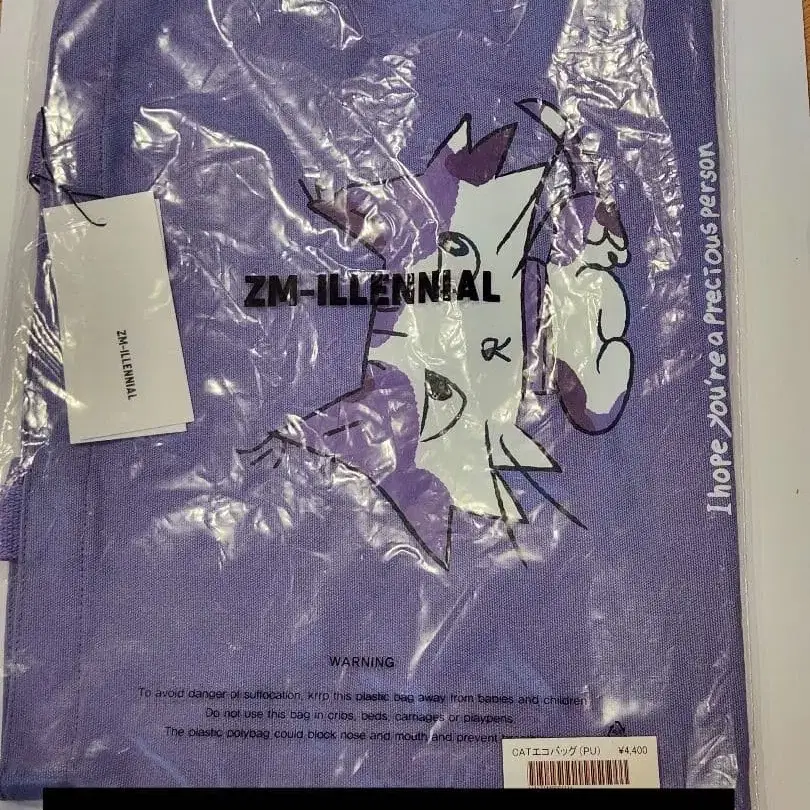 ZM-ILLENNIAL
ZM-ILLENNIAL
I hope you're a precious person
WARNING
To avoid danger of suffocation, krrp this plastic bag away from babies and children
Do not use this bag in cribs, beds, carnages or playpens
The plastic polybag could block nose and mouth and prevent
CATエコバッグ(PU) ¥4,400